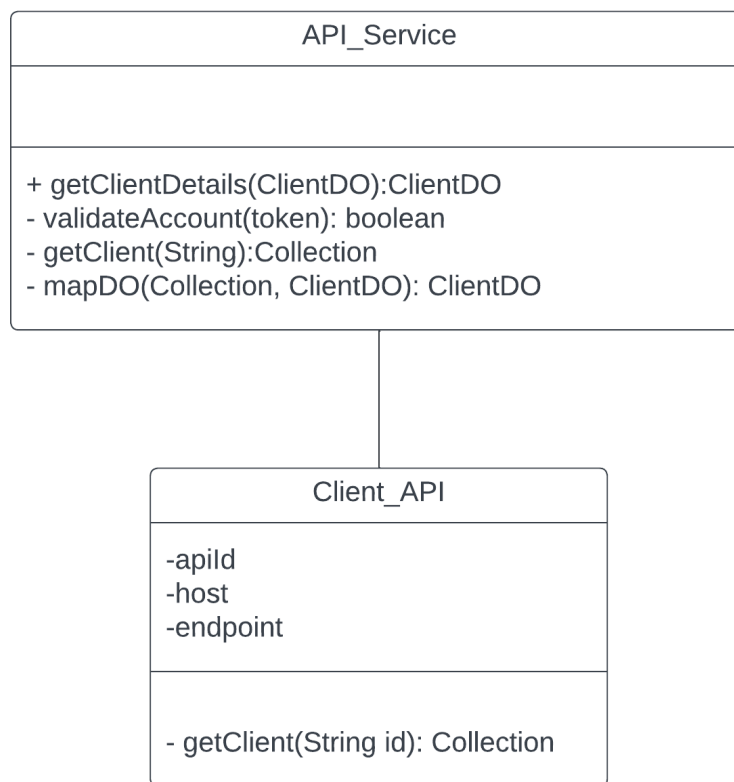 API_Service
+ getClientDetails(ClientDO):ClientDO
- validateAccount(token): boolean
- getClient(String):Collection
- mapDO(Collection, ClientDO): ClientDO
Client_API
-apiId
-host
-endpoint
- getClient(String id): Collection